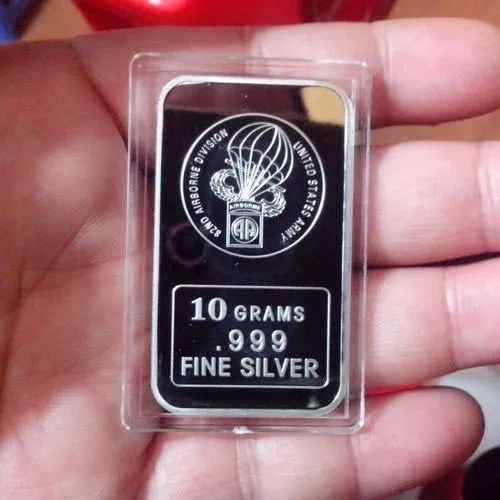 82ND AIRBORNE DIVISION
UNITED STATES ARMY
AIRBORNE
AA
10 GRAMS
.999
FINE SILVER